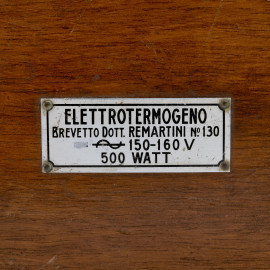 ELETTROTERMOGENO
BREVETTO DOTT. REMARTINI No 130
150-160 V
500 WATT